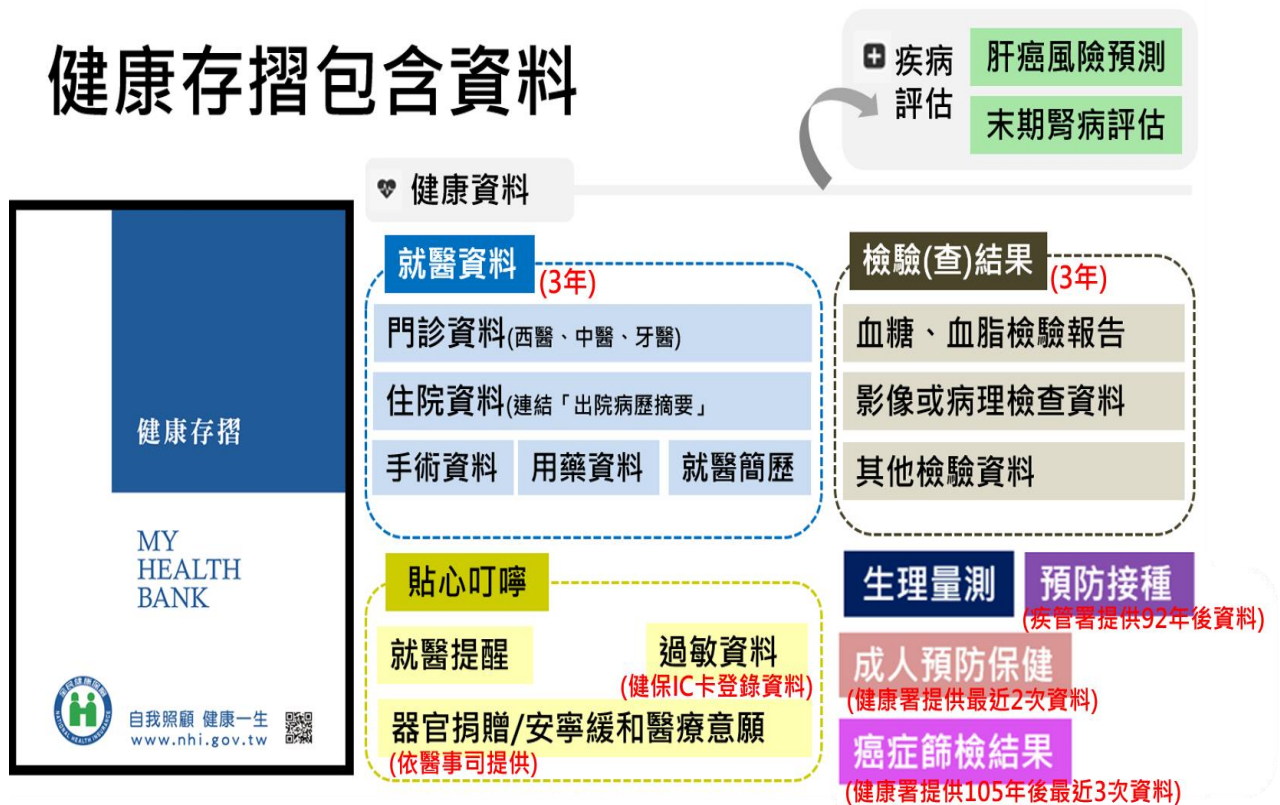 健康存摺包含資料
疾病
評估
肝癌風險預測
末期腎病評估
健康資料
健康存摺
MY
HEALTH
BANK
全民健康保險
NATIONAL HEALTH INSURANCE
自我照顧 健康一生
www.nhi.gov.tw
就醫資料
(3年)
門診資料(西醫、中醫、牙醫)
住院資料(連結「出院病歷摘要」
手術資料
用藥資料
就醫簡歷
檢驗(查)結果
(3年)
血糖、血脂檢驗報告
影像或病理檢查資料
其他檢驗資料
貼心叮嚀
就醫提醒
過敏資料
(健保IC卡登錄資料)
器官捐贈/安寧緩和醫療意願
(依醫事司提供)
生理量測
預防接種
(疾管署提供92年後資料)
成人預防保健
(健康署提供最近2次資料)
癌症篩檢結果
(健康署提供105年後最近3次資料)